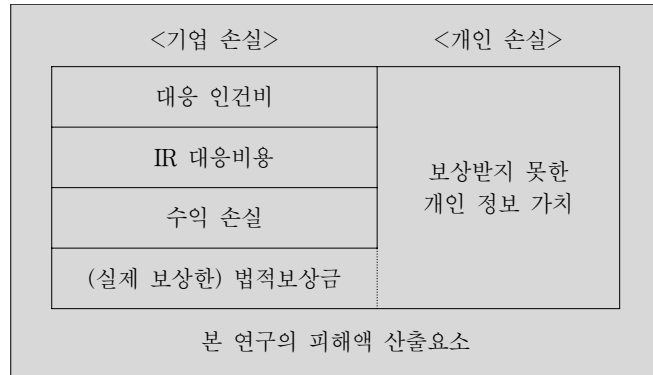 <기업 손실> <개인 손실>
대응 인건비
IR 대응비용
수익 손실
(실제 보상한) 법적보상금
보상받지 못한
개인 정보 가치
본 연구의 피해액 산출요소